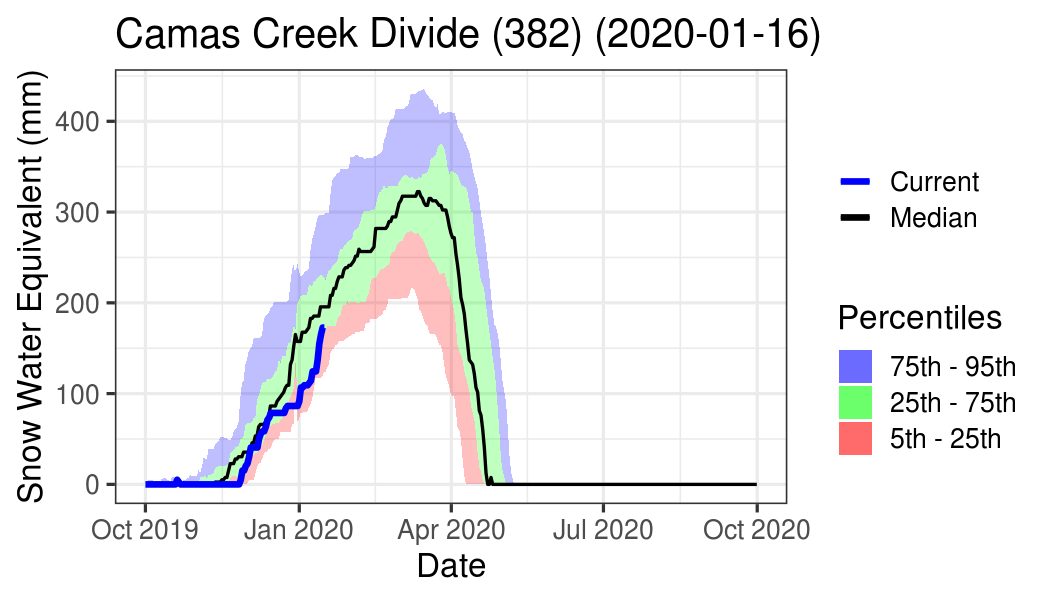 Camas Creek Divide (382) (2020-01-16)
Snow Water Equivalent (mm)
400
300
200
100
0
Oct 2019
Jan 2020
Apr 2020
Jul 2020
Oct 2020
Date
Current
Median
Percentiles
75th - 95th
25th - 75th
5th - 25th